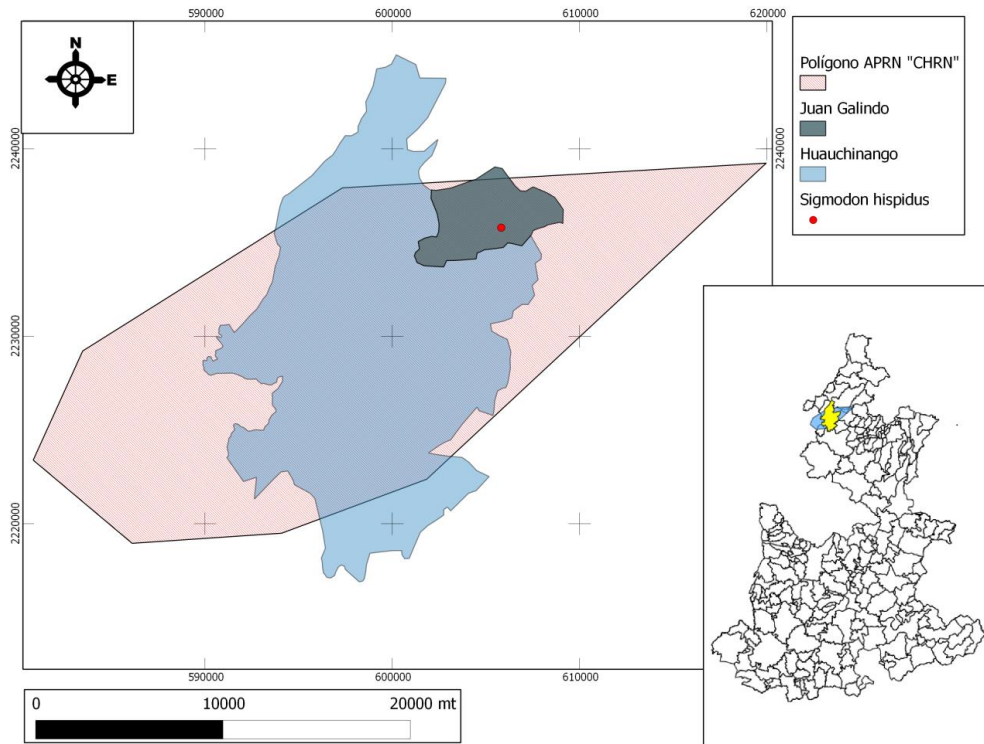 590000
600000
610000
620000
N
E
2240000
2240000
2230000
2220000
Polígono APRN "CHRN"
Juan Galindo
Huauchinango
Sigmodon hispidus
590000
600000
610000
0
10000
20000 mt